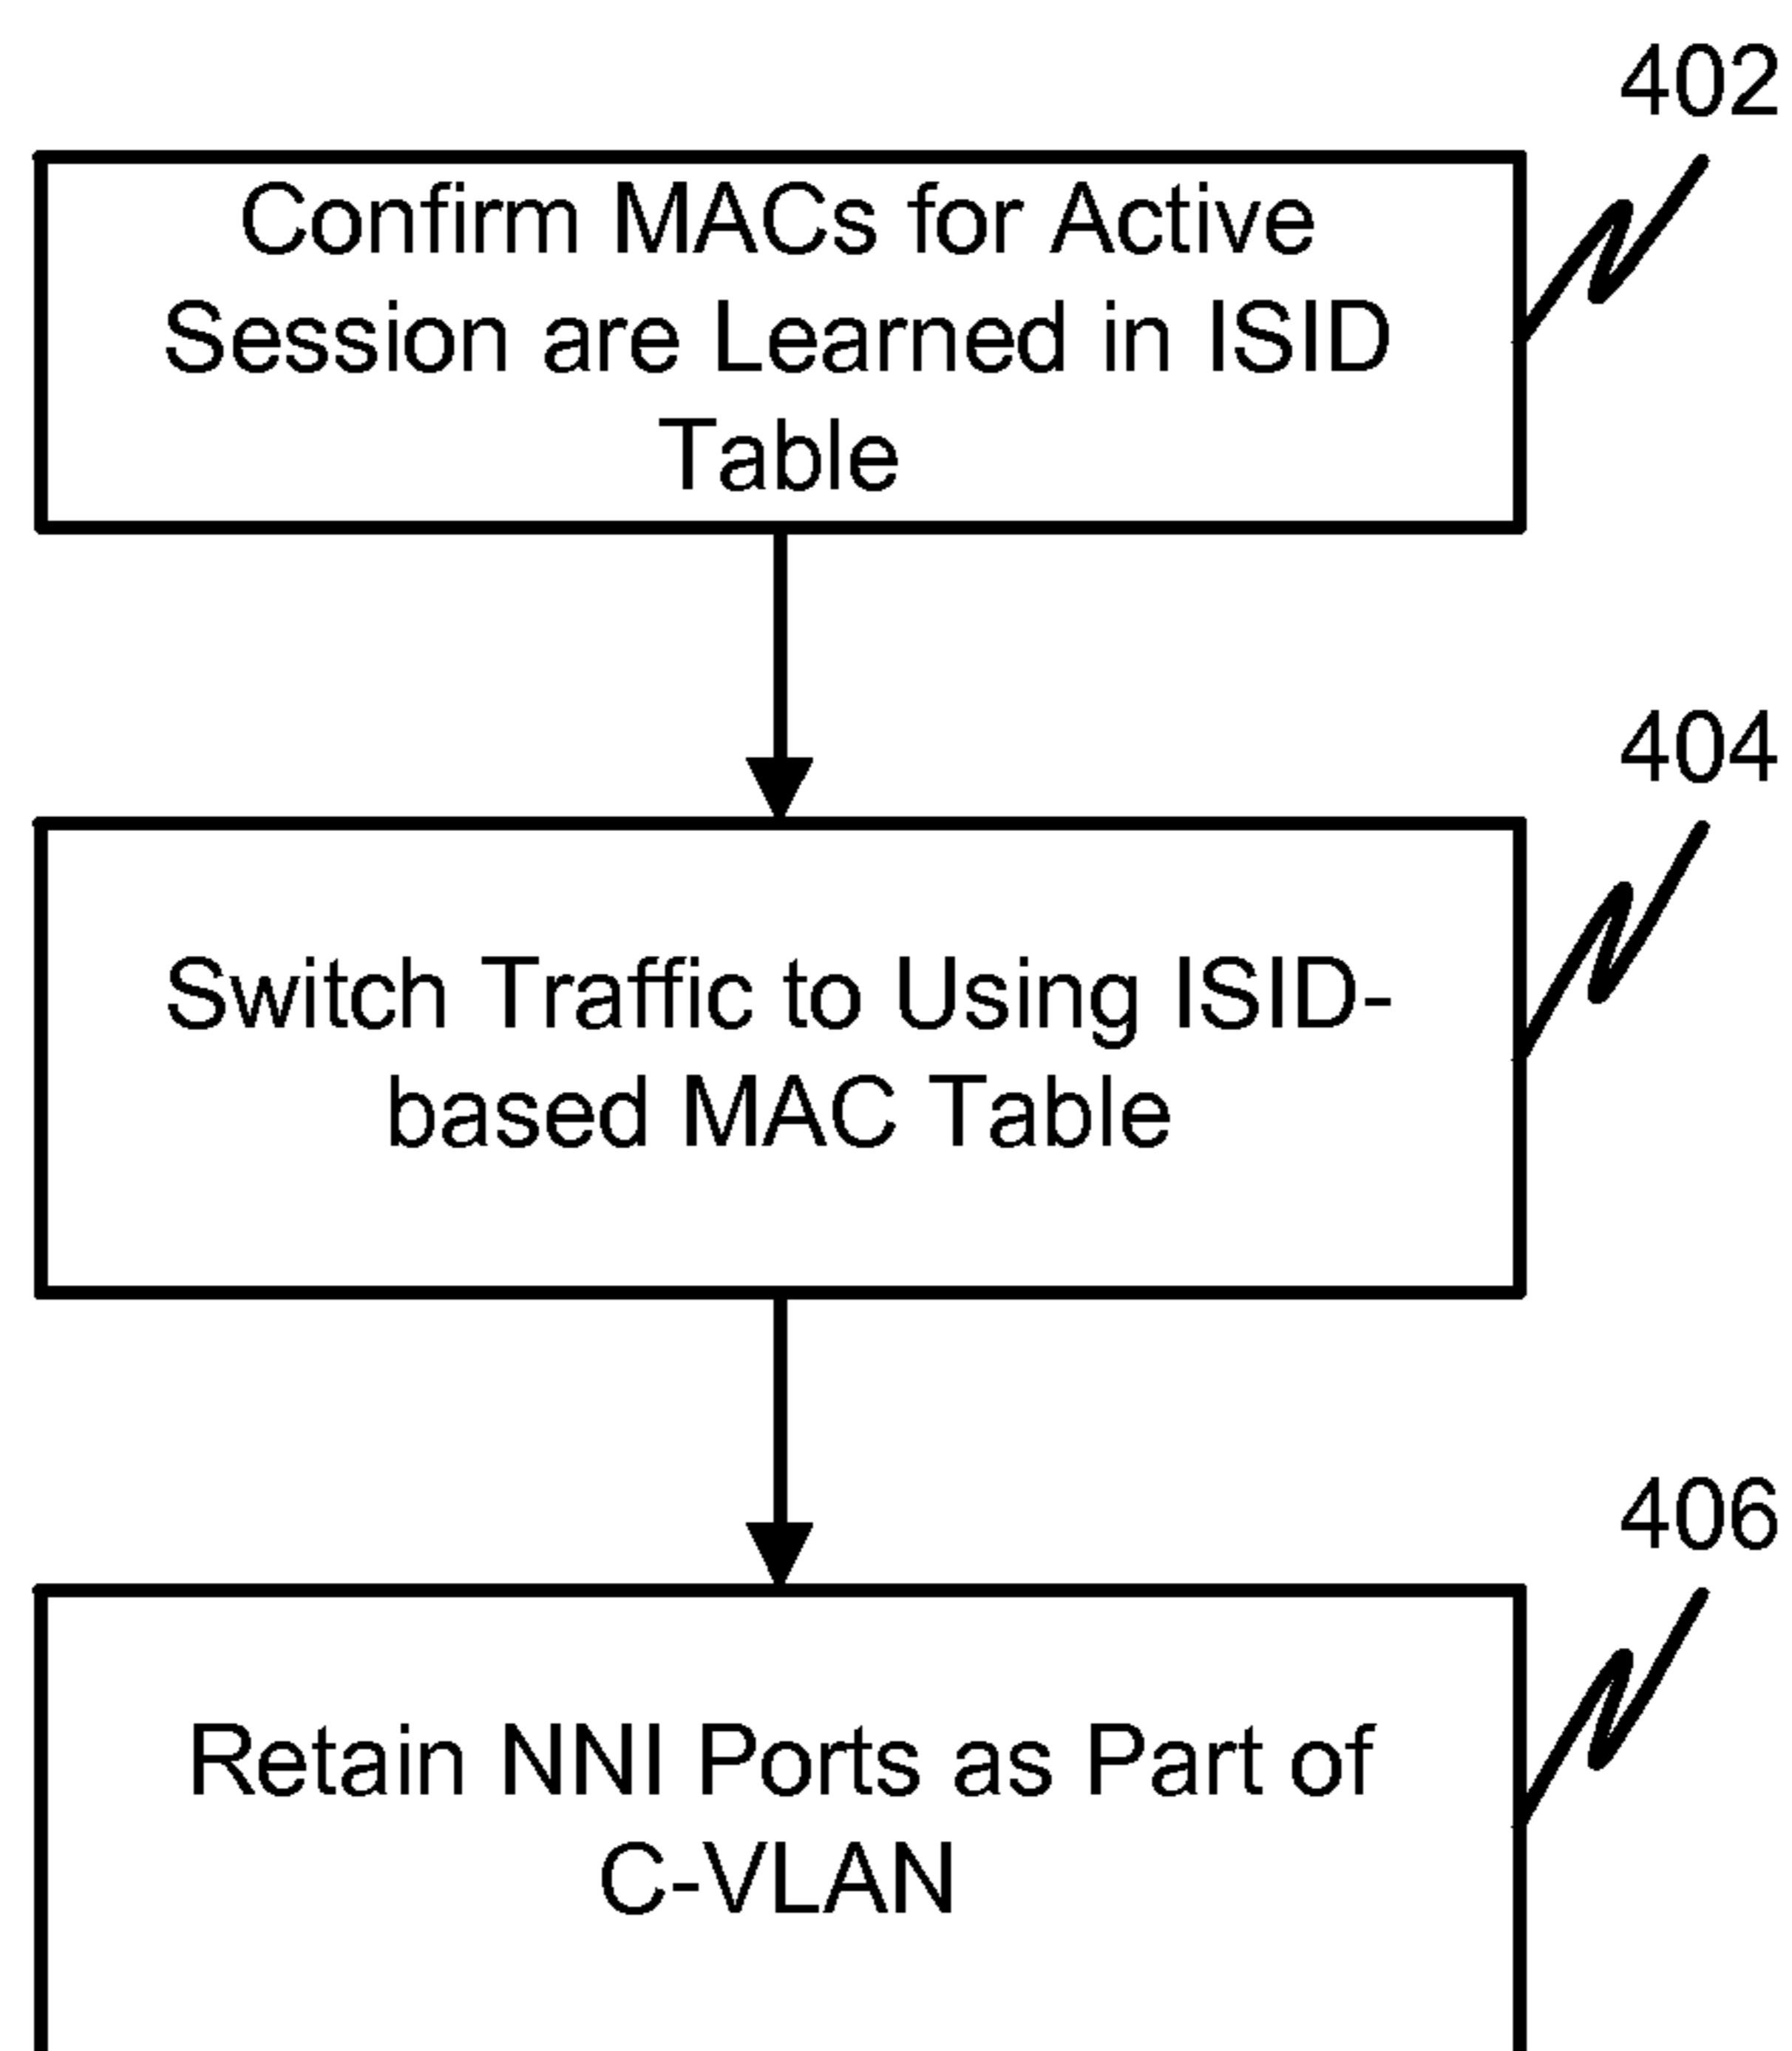 402
Confirm MACs for Active
Session are Learned in ISID
Table
404
Switch Traffic to Using ISID-
based MAC Table
406
Retain NNI Ports as Part of
C-VLAN